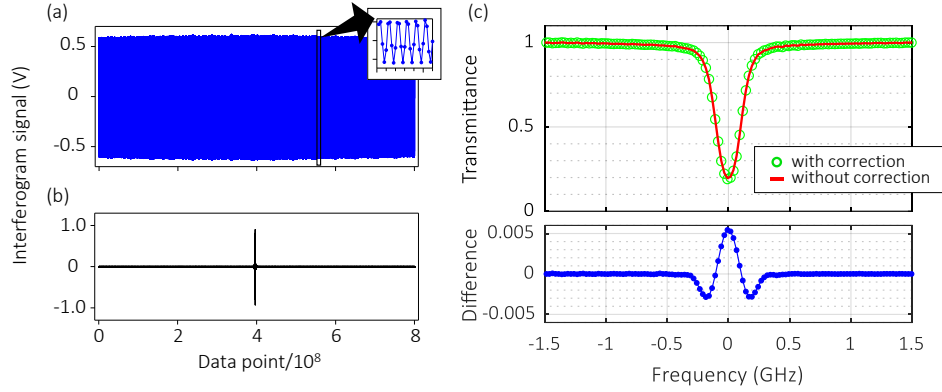 (a)
Interferogram signal (V)
0.5
0
-0.5
(b)
1.0
0
-1.0
0
2
4
6
8
Data point/10⁸
(c)
Transmittance
1
0.5
0
with correction
without correction
Difference
0.005
0
-0.005
-1.5
-1
-0.5
0
0.5
1
1.5
Frequency (GHz)